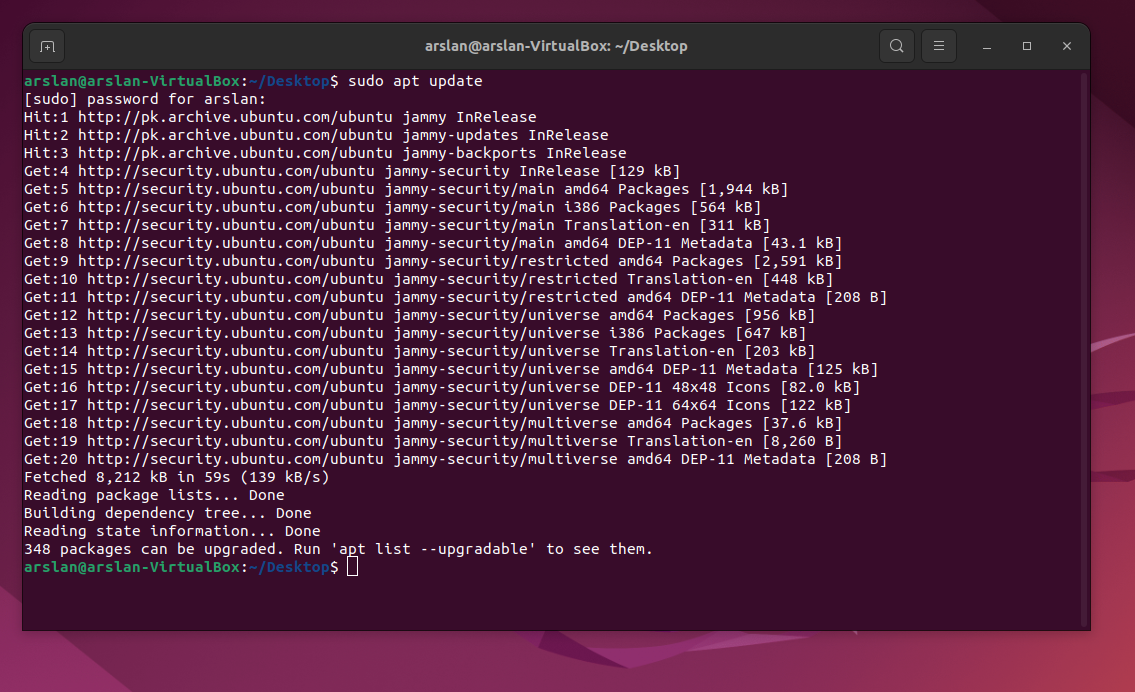 arslan@arslan-VirtualBox: ~/Desktop
arslan@arslan-VirtualBox:~/Desktop$ sudo apt update
[sudo] password for arslan:
Hit:1 http://pk.archive.ubuntu.com/ubuntu jammy InRelease
Hit:2 http://pk.archive.ubuntu.com/ubuntu jammy-updates InRelease
Hit:3 http://pk.archive.ubuntu.com/ubuntu jammy-backports InRelease
Get:4 http://security.ubuntu.com/ubuntu jammy-security InRelease [129 kB]
Get:5 http://security.ubuntu.com/ubuntu jammy-security/main amd64 Packages [1,944 kB]
Get:6 http://security.ubuntu.com/ubuntu jammy-security/main i386 Packages [564 kB]
Get:7 http://security.ubuntu.com/ubuntu jammy-security/main Translation-en [311 kB]
Get:8 http://security.ubuntu.com/ubuntu jammy-security/main amd64 DEP-11 Metadata [43.1 kB]
Get:9 http://security.ubuntu.com/ubuntu jammy-security/restricted amd64 Packages [2,591 kB]
Get:10 http://security.ubuntu.com/ubuntu jammy-security/restricted Translation-en [448 kB]
Get:11 http://security.ubuntu.com/ubuntu jammy-security/restricted amd64 DEP-11 Metadata [208 B]
Get:12 http://security.ubuntu.com/ubuntu jammy-security/universe amd64 Packages [956 kB]
Get:13 http://security.ubuntu.com/ubuntu jammy-security/universe i386 Packages [647 kB]
Get:14 http://security.ubuntu.com/ubuntu jammy-security/universe Translation-en [203 kB]
Get:15 http://security.ubuntu.com/ubuntu jammy-security/universe amd64 DEP-11 Metadata [125 kB]
Get:16 http://security.ubuntu.com/ubuntu jammy-security/universe DEP-11 48x48 Icons [82.0 kB]
Get:17 http://security.ubuntu.com/ubuntu jammy-security/universe DEP-11 64x64 Icons [122 kB]
Get:18 http://security.ubuntu.com/ubuntu jammy-security/multiverse amd64 Packages [37.6 kB]
Get:19 http://security.ubuntu.com/ubuntu jammy-security/multiverse Translation-en [8,260 B]
Get:20 http://security.ubuntu.com/ubuntu jammy-security/multiverse amd64 DEP-11 Metadata [208 B]
Fetched 8,212 kB in 59s (139 kB/s)
Reading package lists... Done
Building dependency tree... Done
Reading state information... Done
348 packages can be upgraded. Run 'apt list --upgradable' to see them.
arslan@arslan-VirtualBox:~/Desktop$